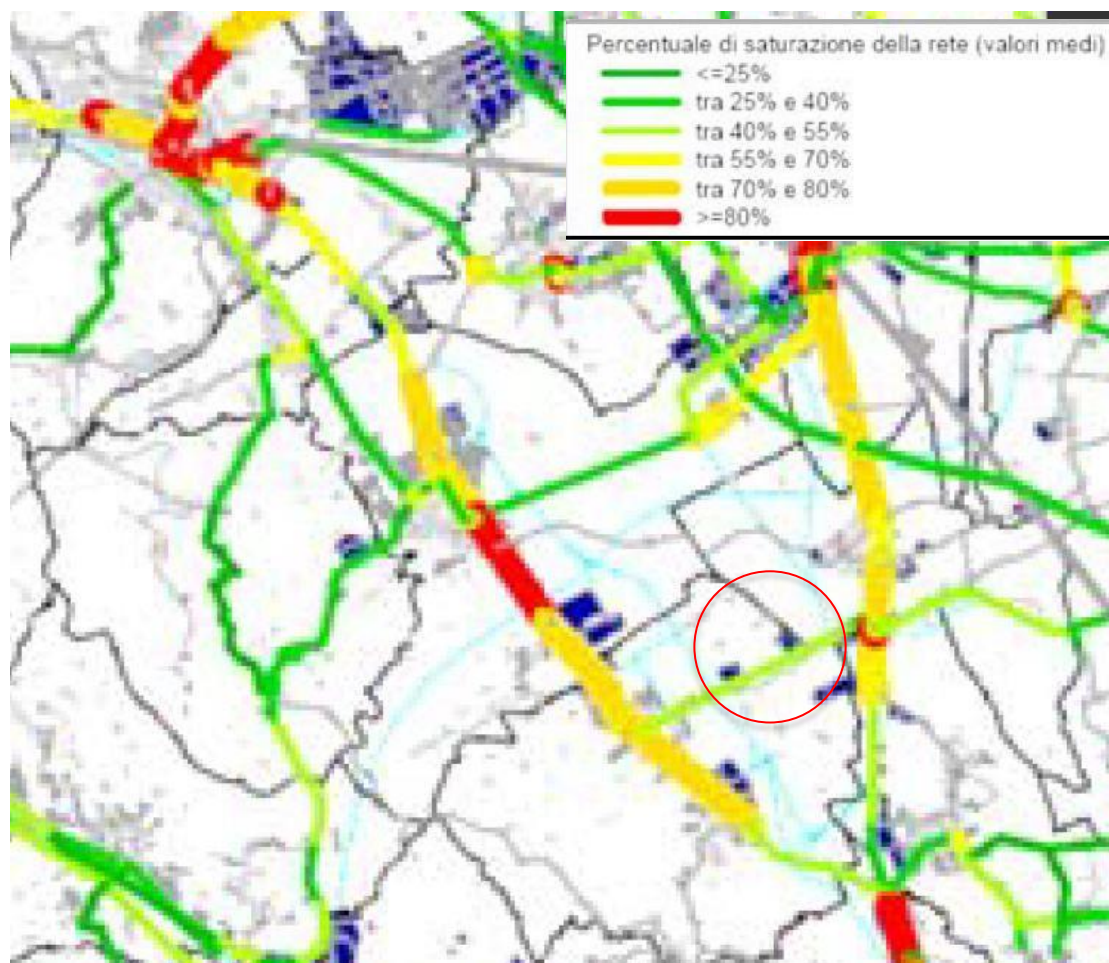 Percentuale di saturazione della rete (valori medi)
<=25%
tra 25% e 40%
tra 40% e 55%
tra 55% e 70%
tra 70% e 80%
>=80%